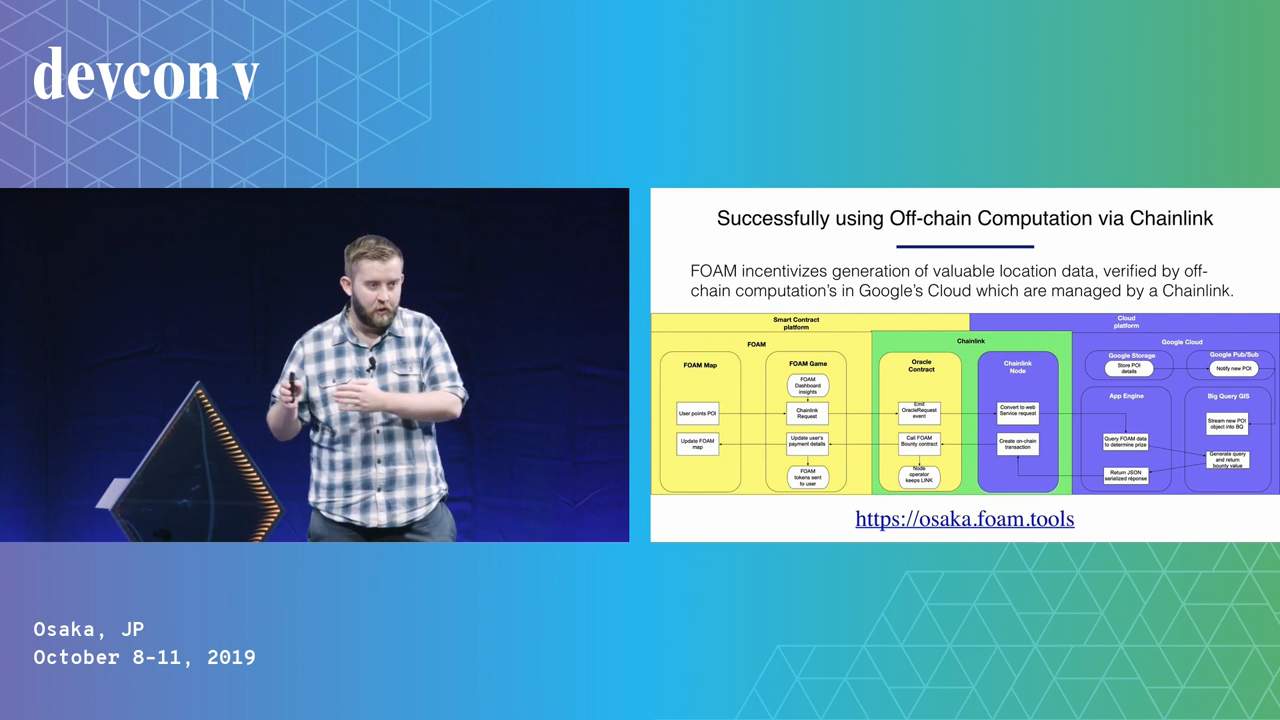 devcon v
Successfully using Off-chain Computation via Chainlink
FOAM incentivizes generation of valuable location data, verified by off-
chain computation's in Google's Cloud which are managed by a Chainlink.
Smart Contract
platform
Cloud
platform
FOAM
Chainlink
Google Cloud
FOAM Map
FOAM Game
Oracle
Contract
Chainlink
Node
Google Storage
Google Pub/Sub
Store POI
details
Notify new POI
FOAM
Dashboard
insights
App Engine
Big Query GIS
User points POI
Chainlink
Request
Emit
OracleRequest
event
Convert to web
Service request
Stream new POI
object into BQ
Update FOAM
map
Update user's
payment details
Call FOAM
Bounty contract
Create on-chain
transaction
Query FOAM data
to determine prize
Generate query
and return
bounty value
FOAM
tokens sent
to user
Node
operator
keeps LINK
Return JSON
serialized réponse
https://osaka.foam.tools
Osaka, JP
October 8-11, 2019